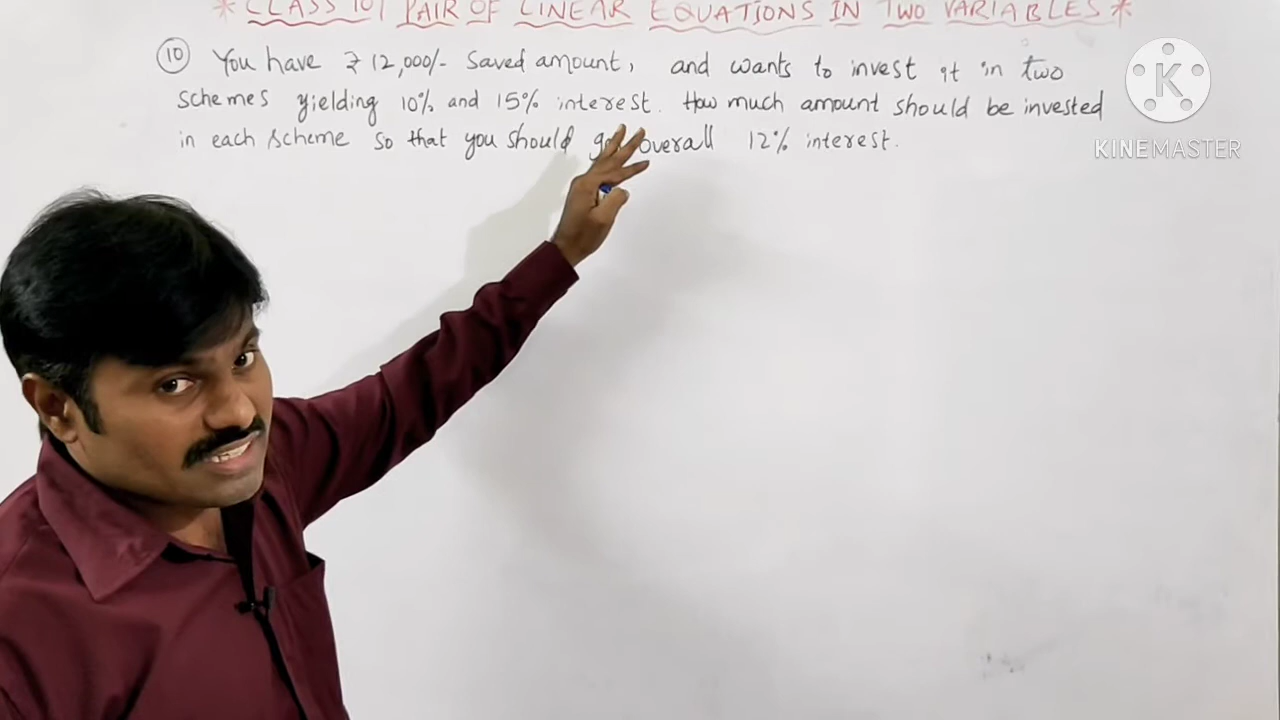 * CLASS 10 | PAIR OF LINEAR EQUATIONS IN TWO VARIABLES *
10 You have ₹ 12,000/- Saved amount, and wants to invest it in two
schemes yielding 10% and 15% interest. How much amount should be invested
in each scheme so that you should overall 12% interest.
K
KINEMASTER